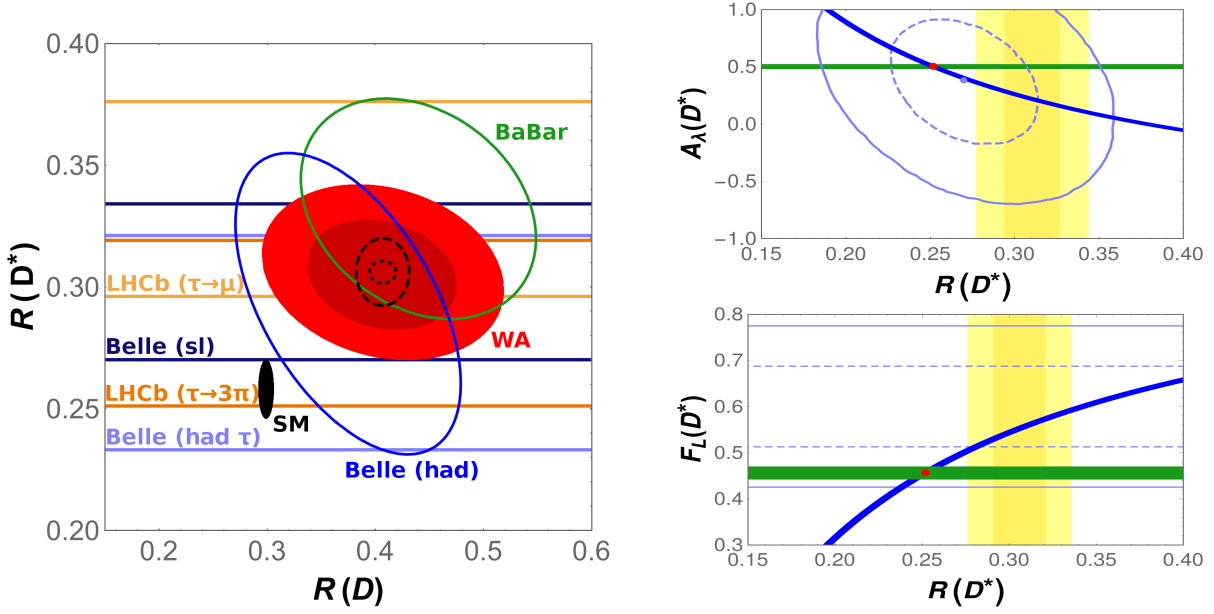 0.40
0.35
0.30
0.25
0.20
R(D*)
BaBar
LHCb (τ→μ)
WA
Belle (sl)
LHCb (τ→3π)
SM
Belle (had τ)
Belle (had)
0.2 0.3 0.4 0.5 0.6
R(D)
1.0
0.5
0.0
−0.5
−1.0
Aλ(D*)
0.15 0.20 0.25 0.30 0.35 0.40
R(D*)
0.8
0.7
0.6
0.5
0.4
0.3
FL(D*)
0.15 0.20 0.25 0.30 0.35 0.40
R(D*)